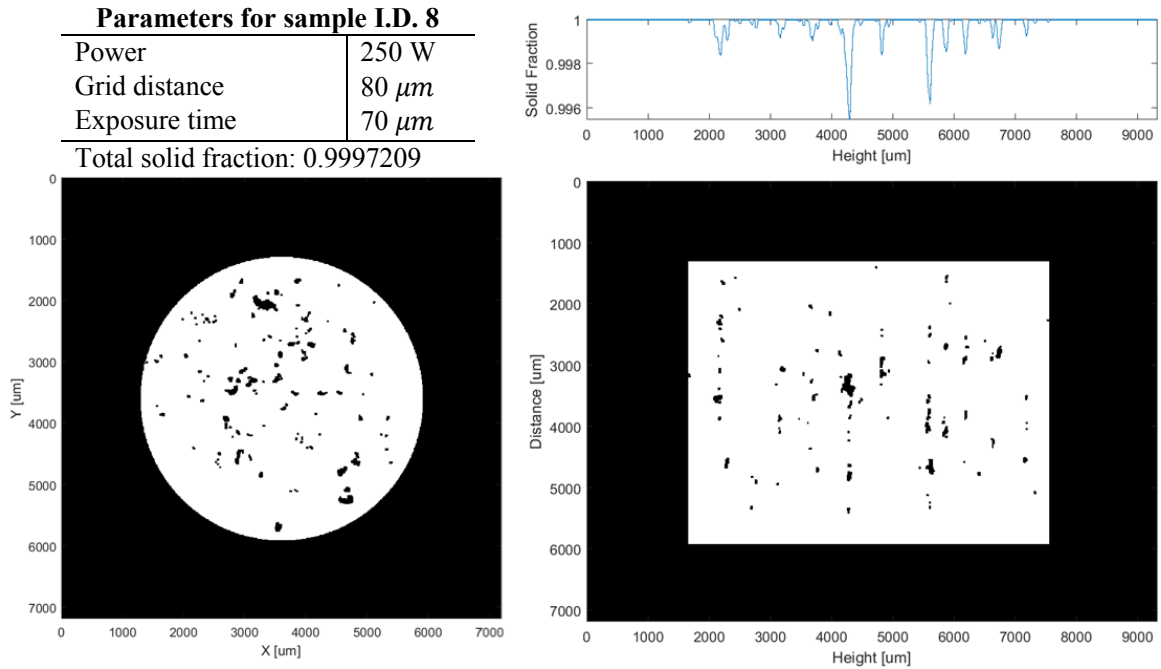 Parameters for sample I.D. 8
Power 250 W
Grid distance 80 𝜇𝑚
Exposure time 70 𝜇𝑚
Total solid fraction: 0.9997209
0
1000
2000
3000
4000
5000
6000
7000
Y [um]
0 1000 2000 3000 4000 5000 6000 7000
X [um]
1
0.998
0.996
Solid Fraction
0 1000 2000 3000 4000 5000 6000 7000 8000 9000
Height [um]
0
1000
2000
3000
4000
5000
6000
7000
Distance [um]
0 1000 2000 3000 4000 5000 6000 7000 8000 9000
Height [um]